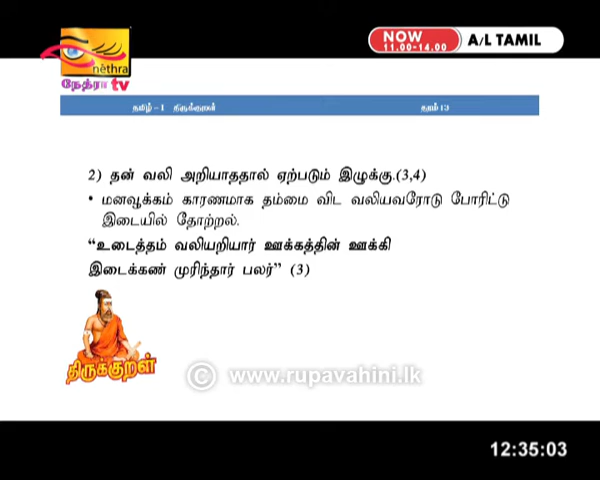 NOW
11.00-14.00
A/L TAMIL
nethra
நேத்ரா tv
தமிழ் – 1 திருக்குறள்
தரம் 13
2) தன் வலி அறியாததால் ஏற்படும் இழுக்கு.(3,4)
• மனவூக்கம் காரணமாக தம்மை விட வலியவரோடு போரிட்டு
இடையில் தோற்றல்.
“உடைத்தம் வலியறியார் ஊக்கத்தின் ஊக்கி
இடைக்கண் முரிந்தார் பலர்” (3)
திருக்குறள்
© www.rupavahini.lk
12:35:03